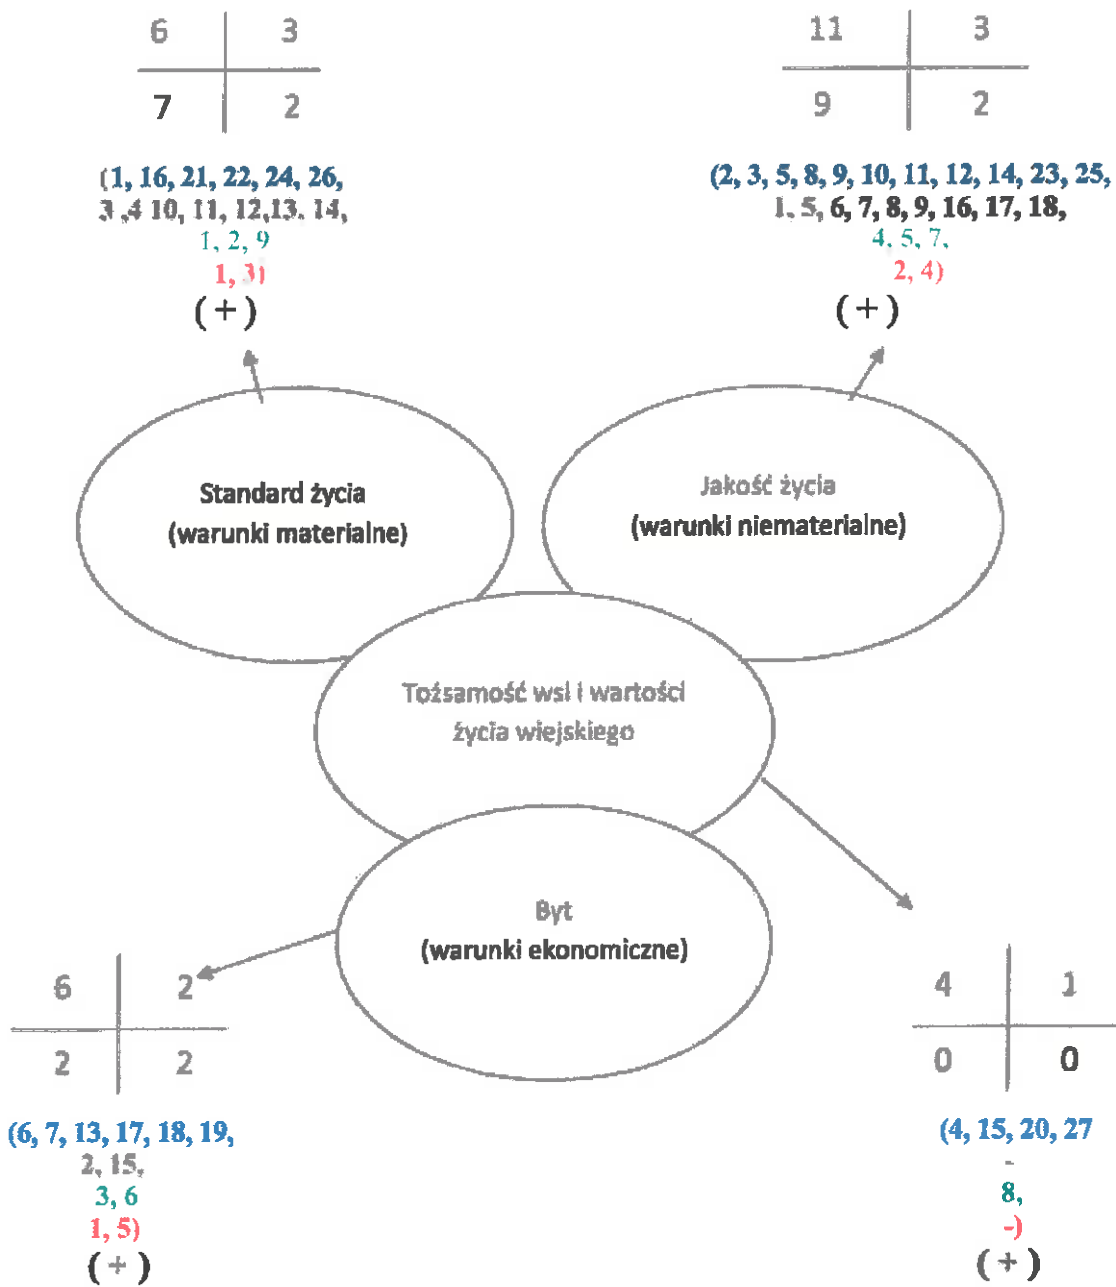 6 3
7 2
(1, 16, 21, 22, 24, 26,
3 ,4 10, 11, 12,13. 14,
1, 2, 9
1, 3)
(+)
11 3
9 2
(2, 3, 5, 8, 9, 10, 11, 12, 14, 23, 25,
1, 5, 6, 7, 8, 9, 16, 17, 18,
4, 5, 7,
2, 4)
(+)
Standard życia
(warunki materialne)
Jakość życia
(warunki niematerialne)
Tożsamość wsi i wartości
życia wiejskiego
Byt
(warunki ekonomiczne)
6 2
2 2
(6, 7, 13, 17, 18, 19,
2, 15,
3, 6
1, 5)
(+)
4 1
0 0
(4, 15, 20, 27
-
8,
-)
(+)